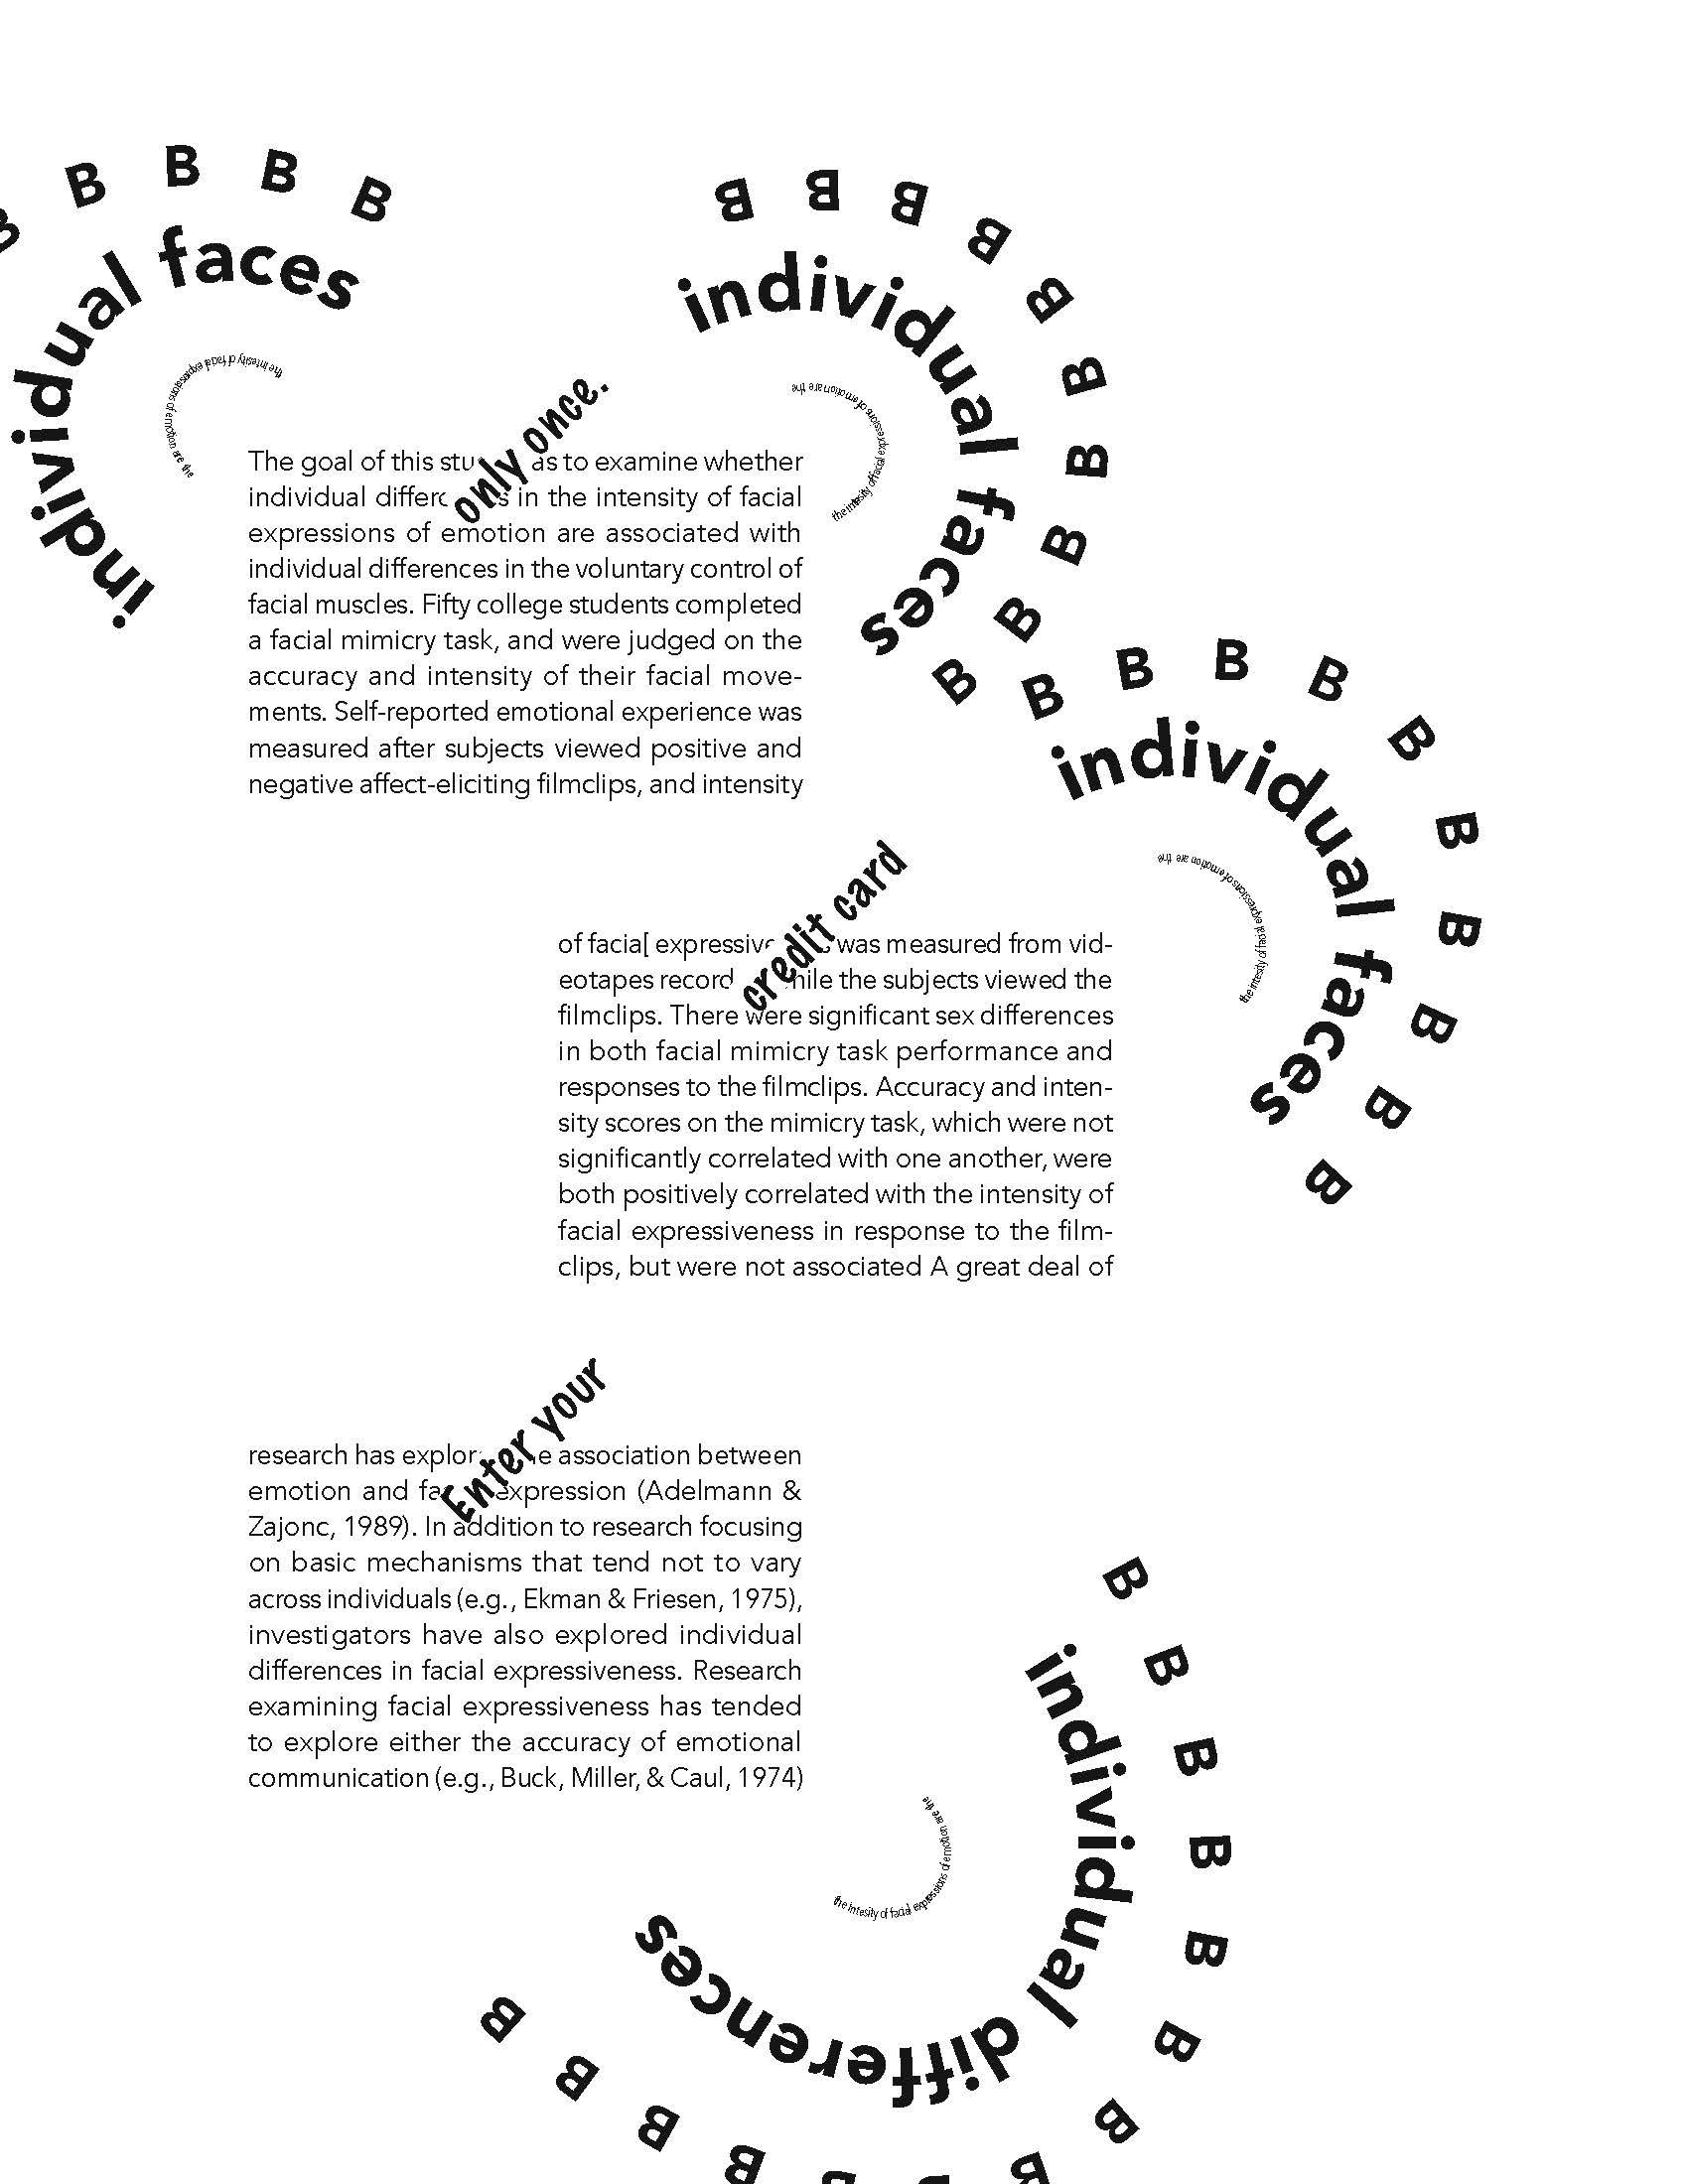 B B B B B
B
individual faces
the intesity of facial expressions of emotion are the
B B B B B B B B B B
individual faces
the intesity of facial expressions of emotion are the
only once.
The goal of this stu as to examine whether
individual differe s in the intensity of facial
expressions of emotion are associated with
individual differences in the voluntary control of
facial muscles. Fifty college students completed
a facial mimicry task, and were judged on the
accuracy and intensity of their facial move-
ments. Self-reported emotional experience was
measured after subjects viewed positive and
negative affect-eliciting filmclips, and intensity
B B B B B B B B B B
individual faces
the intesity of facial expressions of emotion are the
credit card
of facia[ expressive s was measured from vid-
eotapes record hile the subjects viewed the
filmclips. There were significant sex differences
in both facial mimicry task performance and
responses to the filmclips. Accuracy and inten-
sity scores on the mimicry task, which were not
significantly correlated with one another, were
both positively correlated with the intensity of
facial expressiveness in response to the film-
clips, but were not associated A great deal of
Enter your
research has explor e association between
emotion and fa expression (Adelmann &
Zajonc, 1989). In addition to research focusing
on basic mechanisms that tend not to vary
across individuals (e.g., Ekman & Friesen, 1975),
investigators have also explored individual
differences in facial expressiveness. Research
examining facial expressiveness has tended
to explore either the accuracy of emotional
communication (e.g., Buck, Miller, & Caul, 1974)
B B B B B B B B B B B B B B
individual differences
the intesity of facial expressions of emotion are the